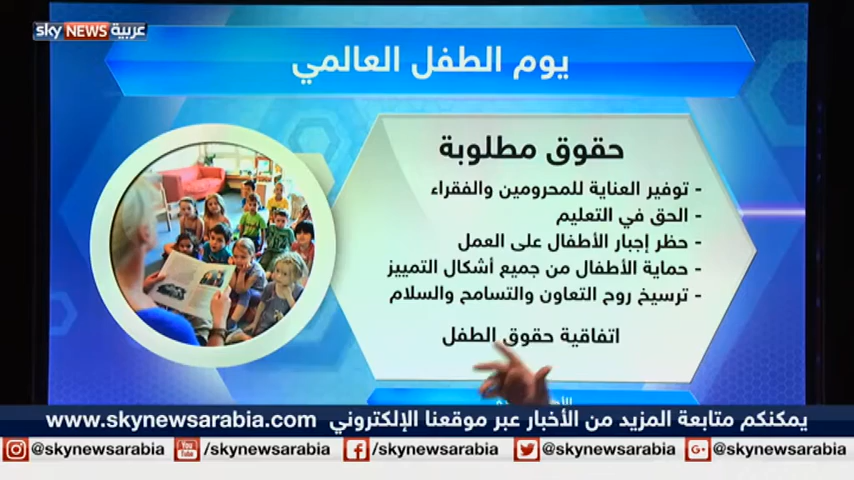 sky NEWS عربية
يوم الطفل العالمي
حقوق مطلوبة
- توفير العناية للمحرومين والفقراء
- الحق في التعليم
- حظر إجبار الأطفال على العمل
- حماية الأطفال من جميع أشكال التمييز
- ترسيخ روح التعاون والتسامح والسلام
اتفاقية حقوق الطفل
يمكنكم متابعة المزيد من الأخبار عبر موقعنا الإلكتروني www.skynewsarabia.com
@skynewsarabia You Tube /skynewsarabia f /skynewsarabia @skynewsarabia G+ @skynewsarabia